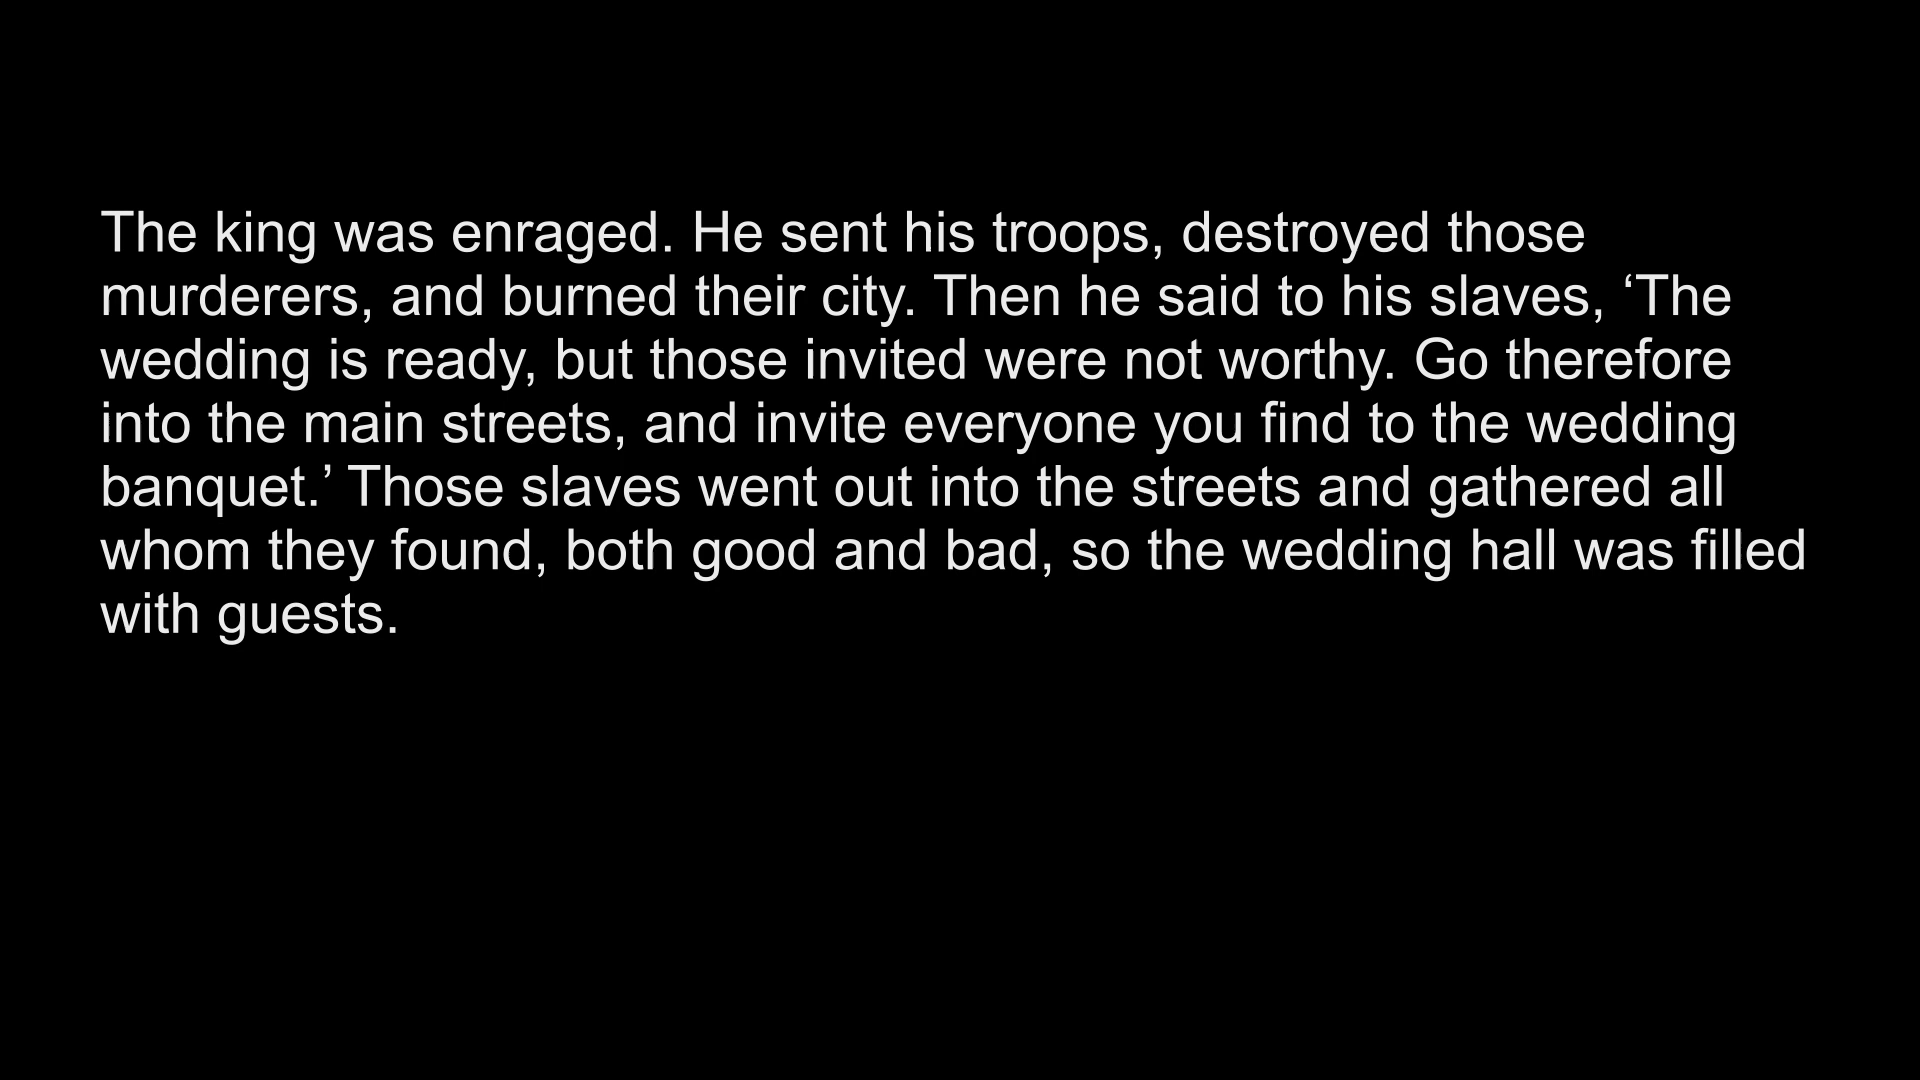 The king was enraged. He sent his troops, destroyed those
murderers, and burned their city. Then he said to his slaves, ‘The
wedding is ready, but those invited were not worthy. Go therefore
into the main streets, and invite everyone you find to the wedding
banquet.’ Those slaves went out into the streets and gathered all
whom they found, both good and bad, so the wedding hall was filled
with guests.